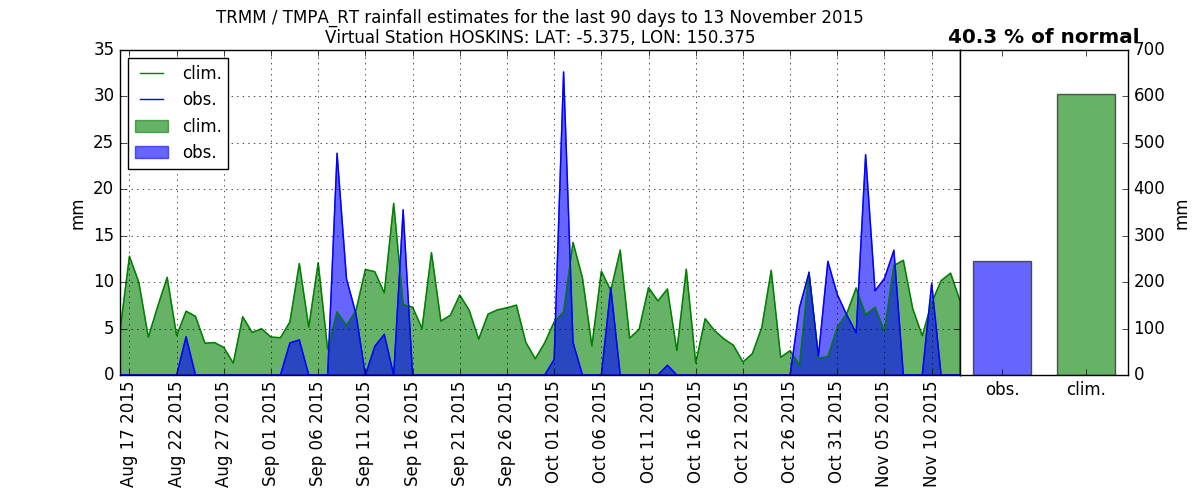 TRMM / TMPA_RT rainfall estimates for the last 90 days to 13 November 2015
Virtual Station HOSKINS: LAT: -5.375, LON: 150.375
40.3 % of normal
35
30
25
20
15
10
5
0
mm
clim.
obs.
clim.
obs.
Aug 17 2015
Aug 22 2015
Aug 27 2015
Sep 01 2015
Sep 06 2015
Sep 11 2015
Sep 16 2015
Sep 21 2015
Sep 26 2015
Oct 01 2015
Oct 06 2015
Oct 11 2015
Oct 16 2015
Oct 21 2015
Oct 26 2015
Oct 31 2015
Nov 05 2015
Nov 10 2015
obs.
clim.
700
600
500
400
300
200
100
0
mm